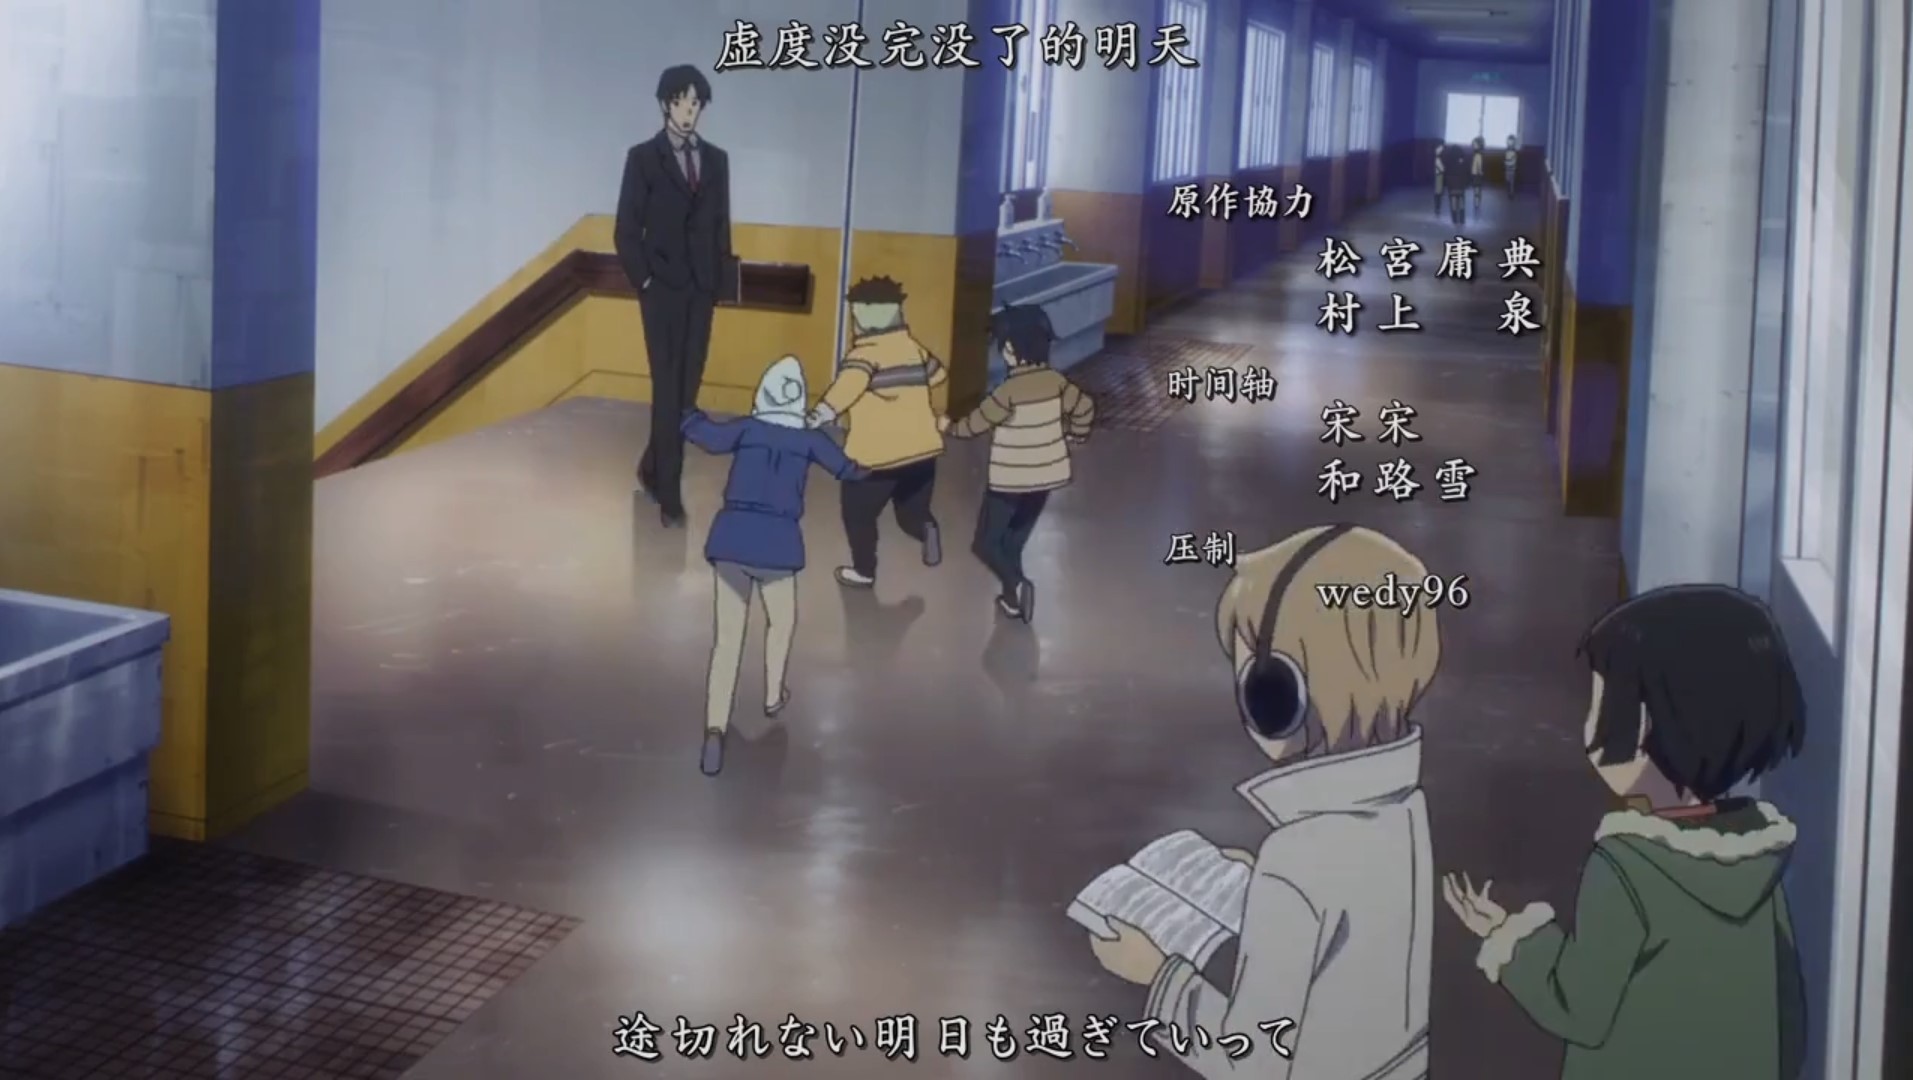 虚度没完没了的明天
原作協力
松宮庸典
村上 泉
时间轴
宋宋
和路雪
压制
wedy96
途切れない明日も過ぎていって